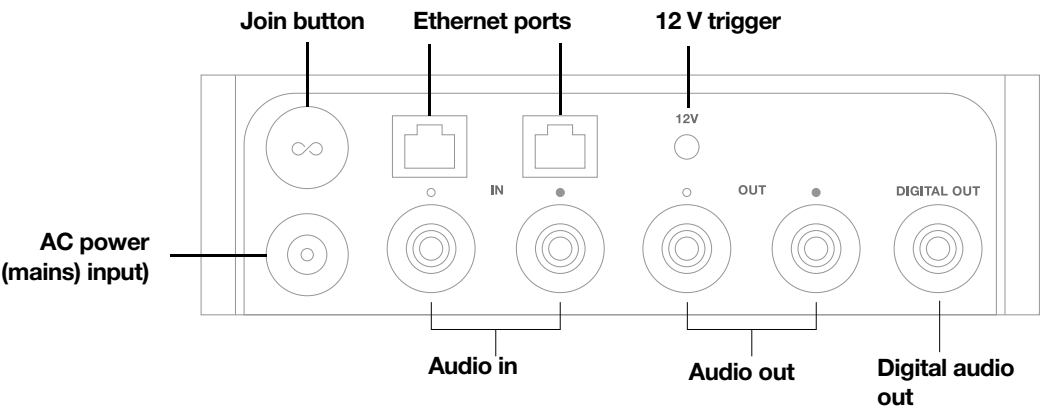 Join button
Ethernet ports
12 V trigger
12V
IN
OUT
DIGITAL OUT
AC power
(mains) input)
Audio in
Audio out
Digital audio
out